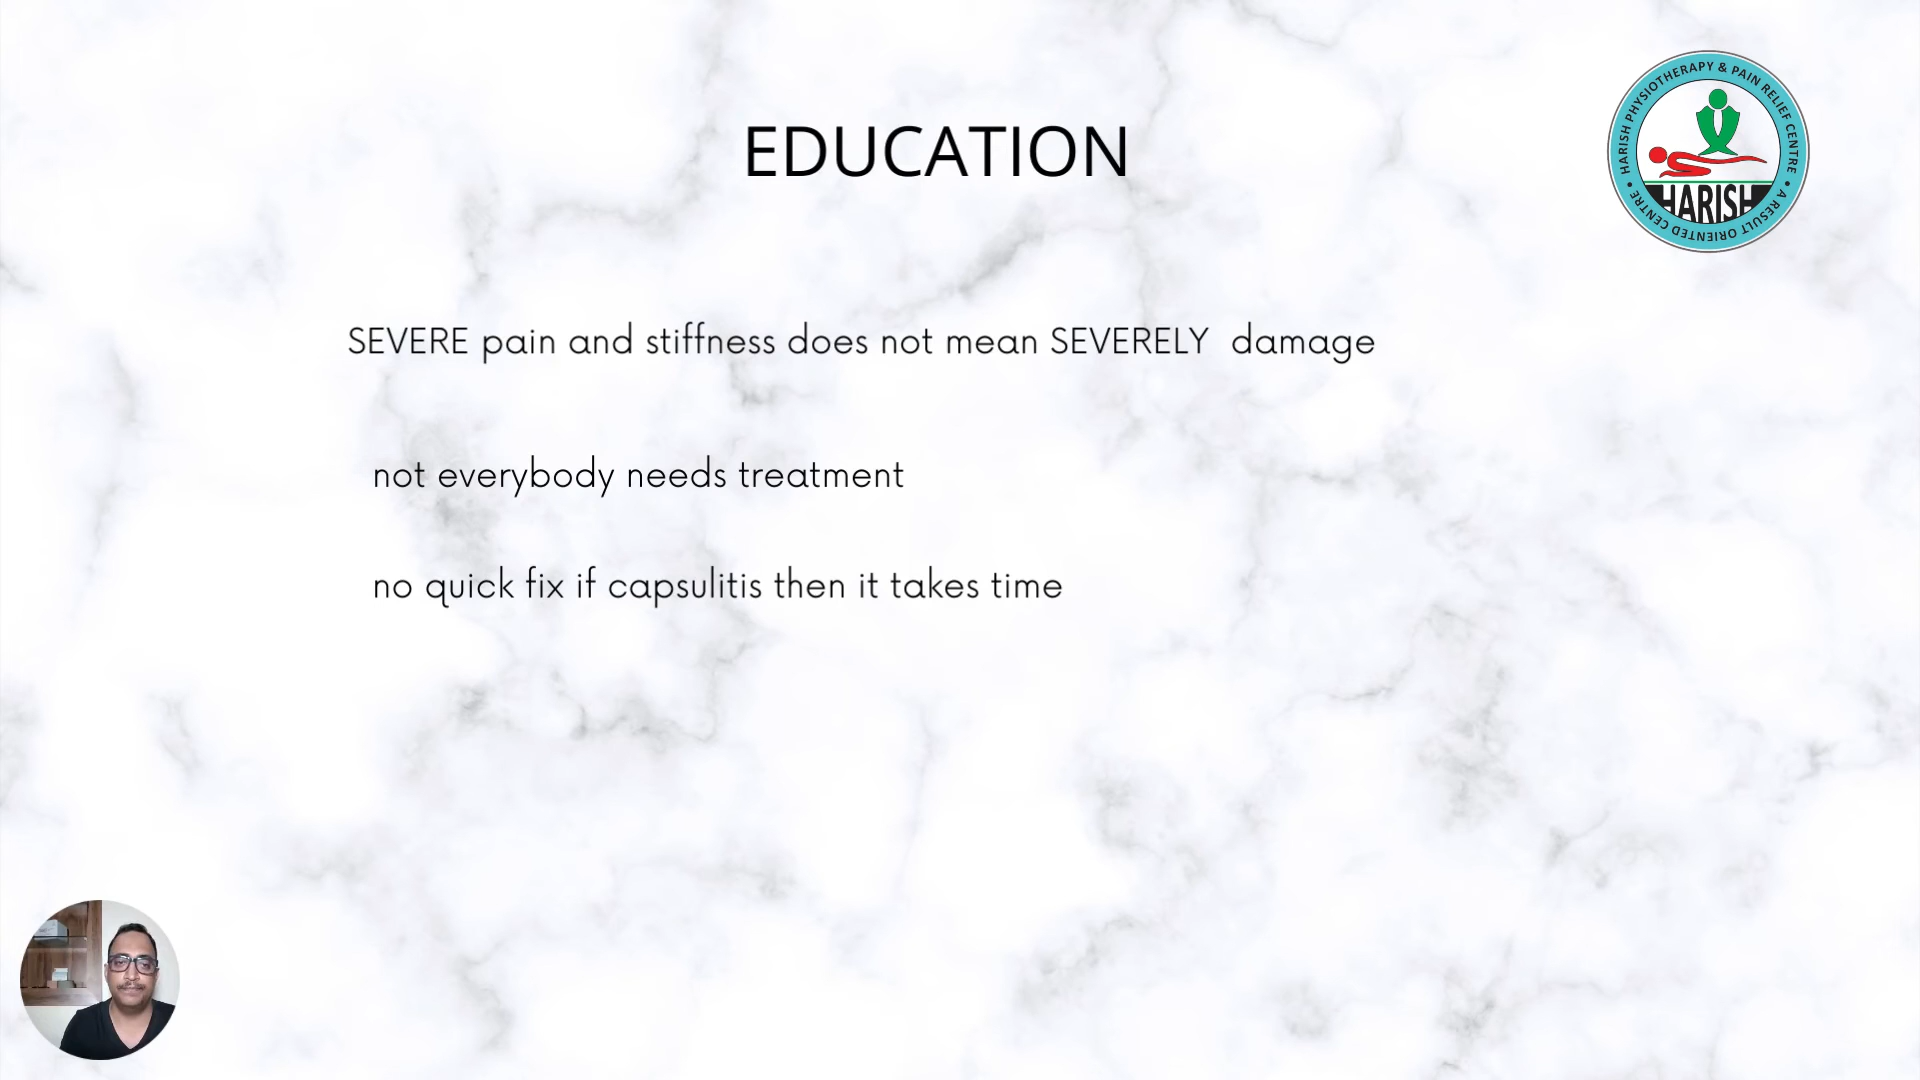 EDUCATION
HARISH PHYSIOTHERAPY & PAIN RELIEF CENTRE
• A RESULT ORIENTED CENTRE •
HARISH
SEVERE pain and stiffness does not mean SEVERELY  damage
not everybody needs treatment
no quick fix if capsulitis then it takes time